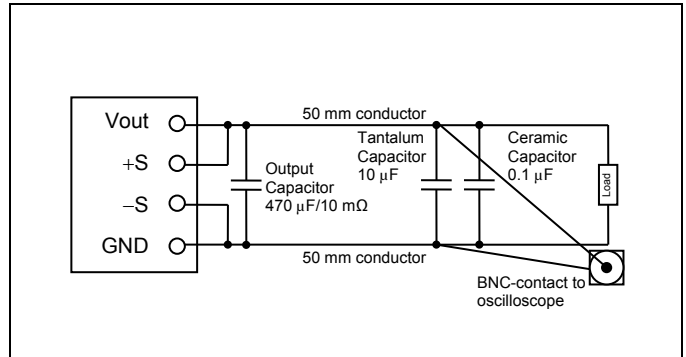 Vout
+S
−S
GND
50 mm conductor
Output
Capacitor
470 μF/10 mΩ
Tantalum
Capacitor
10 μF
Ceramic
Capacitor
0.1 μF
Load
50 mm conductor
BNC-contact to
oscilloscope